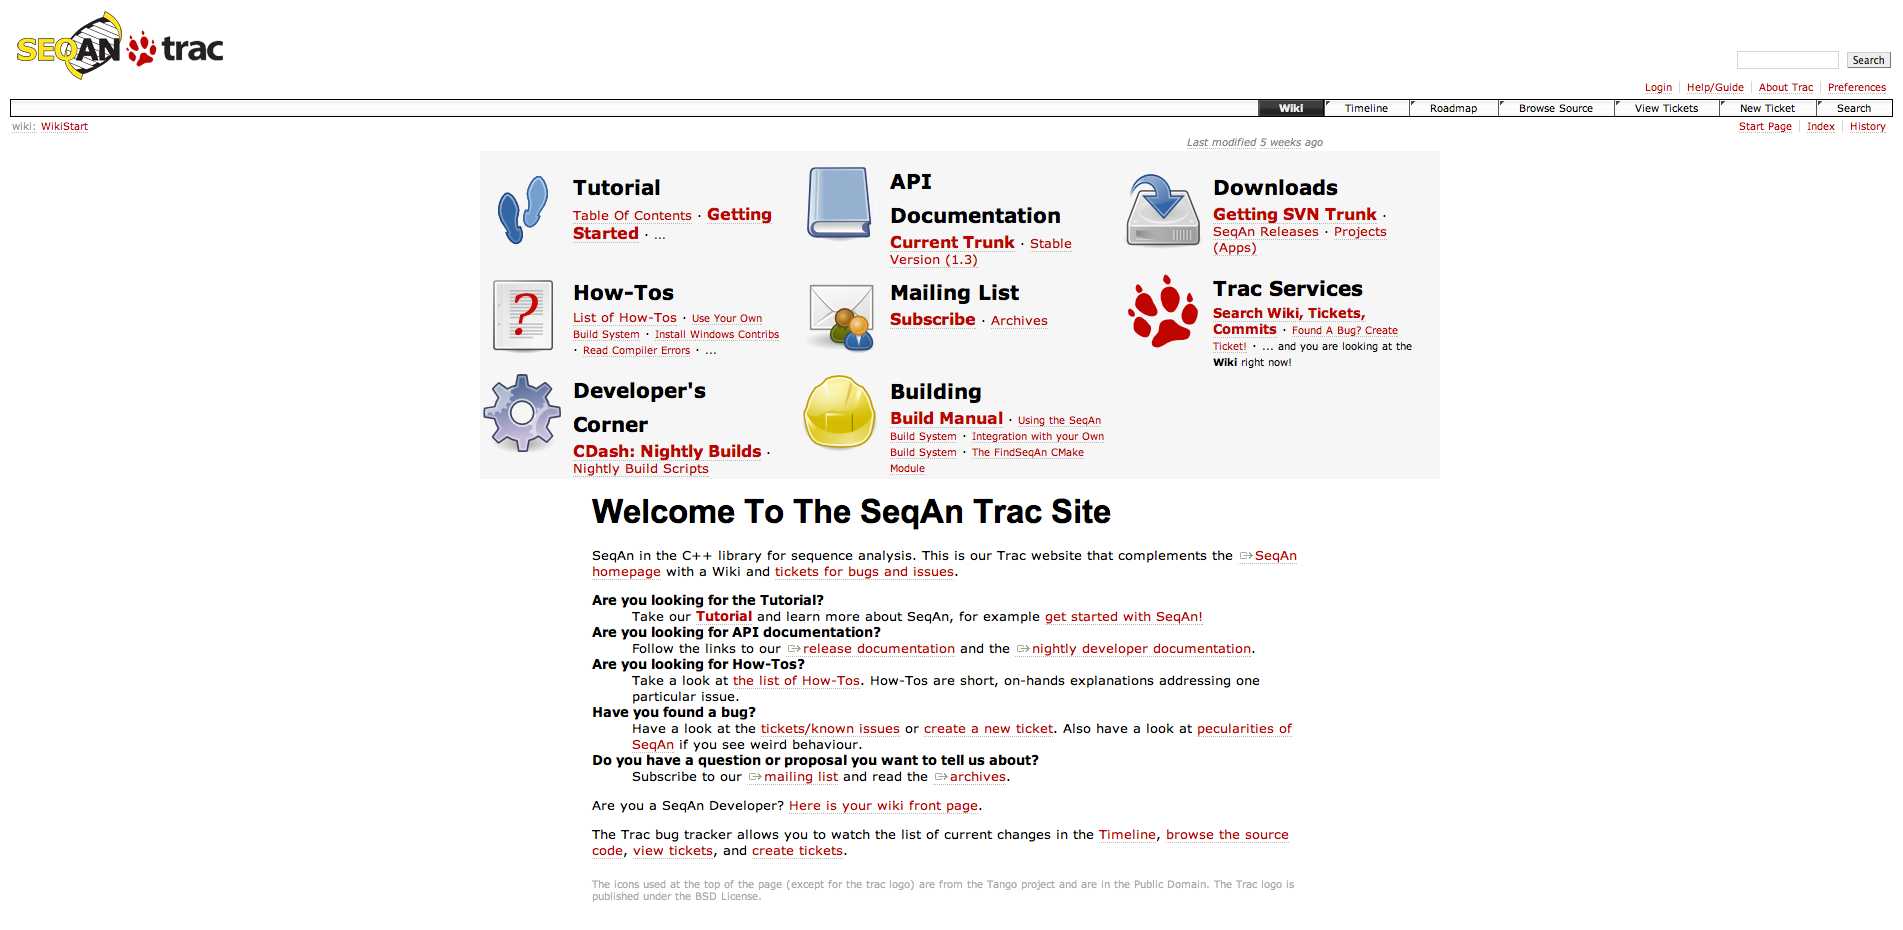 SEQAN trac
Search
Login Help/Guide About Trac Preferences
Wiki Timeline Roadmap Browse Source View Tickets New Ticket Search
wiki: WikiStart
Start Page Index History
Last modified 5 weeks ago
Tutorial
Table Of Contents · Getting
Started · ...
API
Documentation
Current Trunk · Stable
Version (1.3)
Downloads
Getting SVN Trunk ·
SeqAn Releases · Projects
(Apps)
?
How-Tos
List of How-Tos · Use Your Own
Build System · Install Windows Contribs
· Read Compiler Errors · ...
Mailing List
Subscribe · Archives
Trac Services
Search Wiki, Tickets,
Commits · Found A Bug? Create
Ticket! · ... and you are looking at the
Wiki right now!
Developer's
Corner
CDash: Nightly Builds ·
Nightly Build Scripts
Building
Build Manual · Using the SeqAn
Build System · Integration with your Own
Build System · The FindSeqAn CMake
Module
Welcome To The SeqAn Trac Site
SeqAn in the C++ library for sequence analysis. This is our Trac website that complements the SeqAn
homepage with a Wiki and tickets for bugs and issues.
Are you looking for the Tutorial?
Take our Tutorial and learn more about SeqAn, for example get started with SeqAn!
Are you looking for API documentation?
Follow the links to our release documentation and the nightly developer documentation.
Are you looking for How-Tos?
Take a look at the list of How-Tos. How-Tos are short, on-hands explanations addressing one
particular issue.
Have you found a bug?
Have a look at the tickets/known issues or create a new ticket. Also have a look at pecularities of
SeqAn if you see weird behaviour.
Do you have a question or proposal you want to tell us about?
Subscribe to our mailing list and read the archives.
Are you a SeqAn Developer? Here is your wiki front page.
The Trac bug tracker allows you to watch the list of current changes in the Timeline, browse the source
code, view tickets, and create tickets.
The icons used at the top of the page (except for the trac logo) are from the Tango project and are in the Public Domain. The Trac logo is
published under the BSD License.